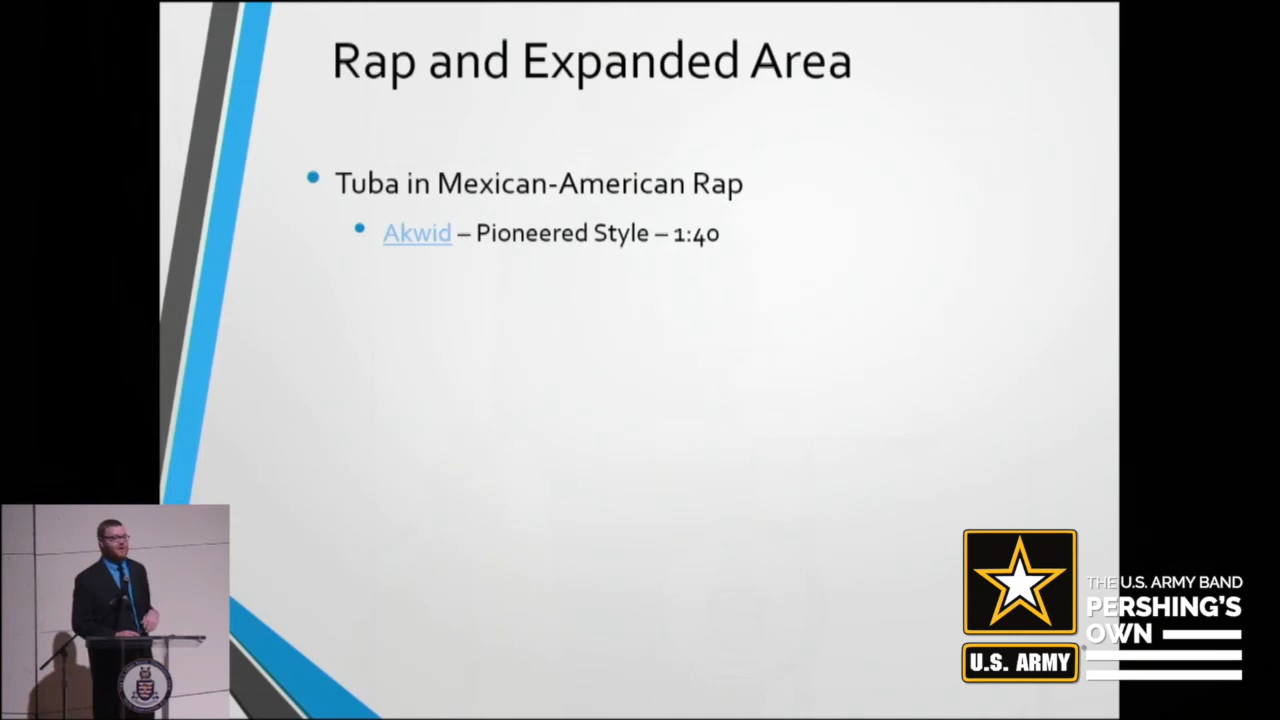 Rap and Expanded Area
• Tuba in Mexican-American Rap
• Akwid – Pioneered Style – 1:40
U.S. ARMY
THE U.S. ARMY BAND
PERSHING'S
OWN